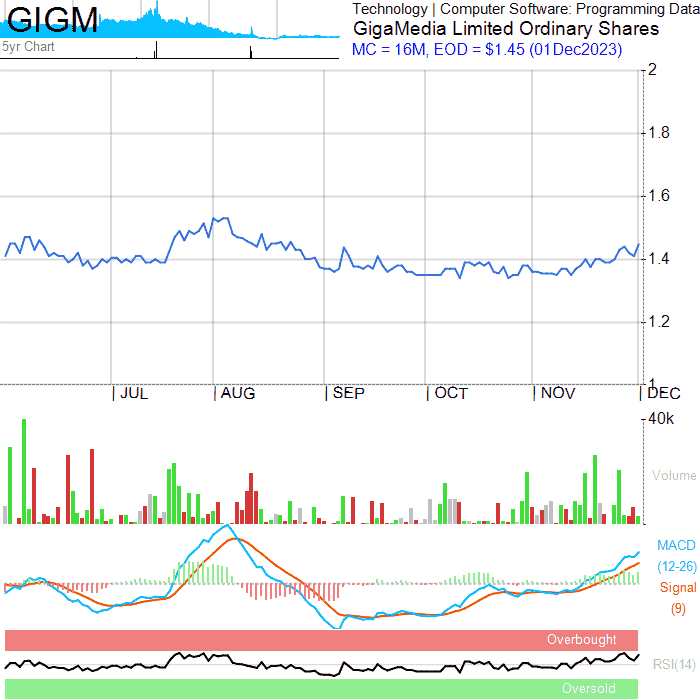 GIGM
5yr Chart
Technology | Computer Software: Programming Data
GigaMedia Limited Ordinary Shares
MC = 16M, EOD = $1.45 (01Dec2023)
2
1.8
1.6
1.4
1.2
1
JUL AUG SEP OCT NOV DEC
40k
Volume
MACD
(12-26)
Signal
(9)
Overbought
RSI(14)
Oversold